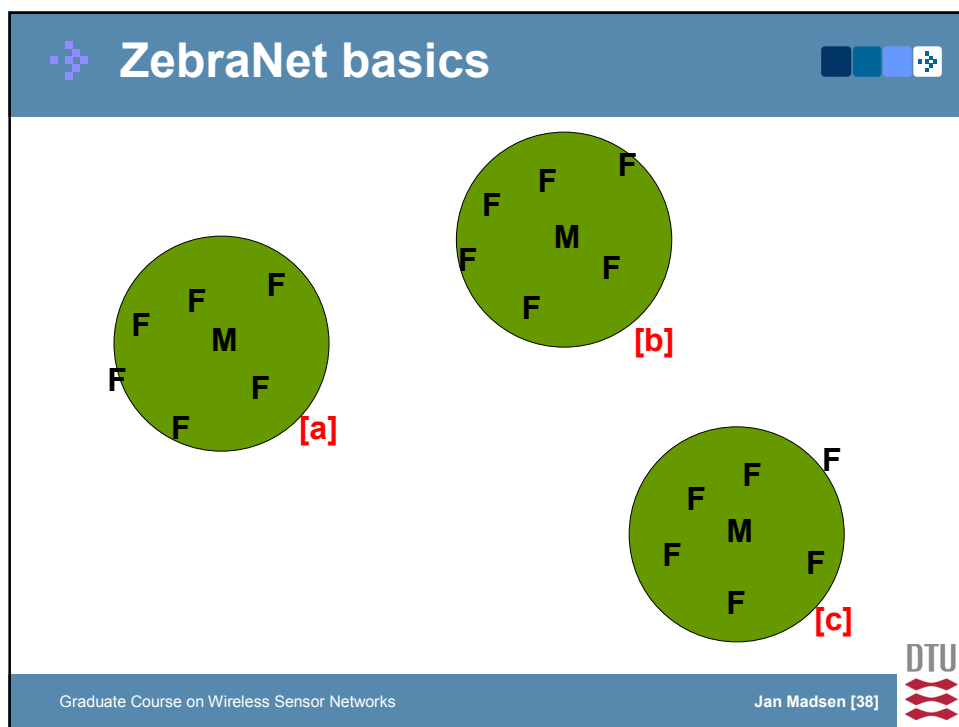 ZebraNet basics
F
F
F
F
M
F
F
[a]
F
F
F
M
F
F
F
[b]
F
F
F
M
F
F
F
[c]
Graduate Course on Wireless Sensor Networks
Jan Madsen [38]
DTU